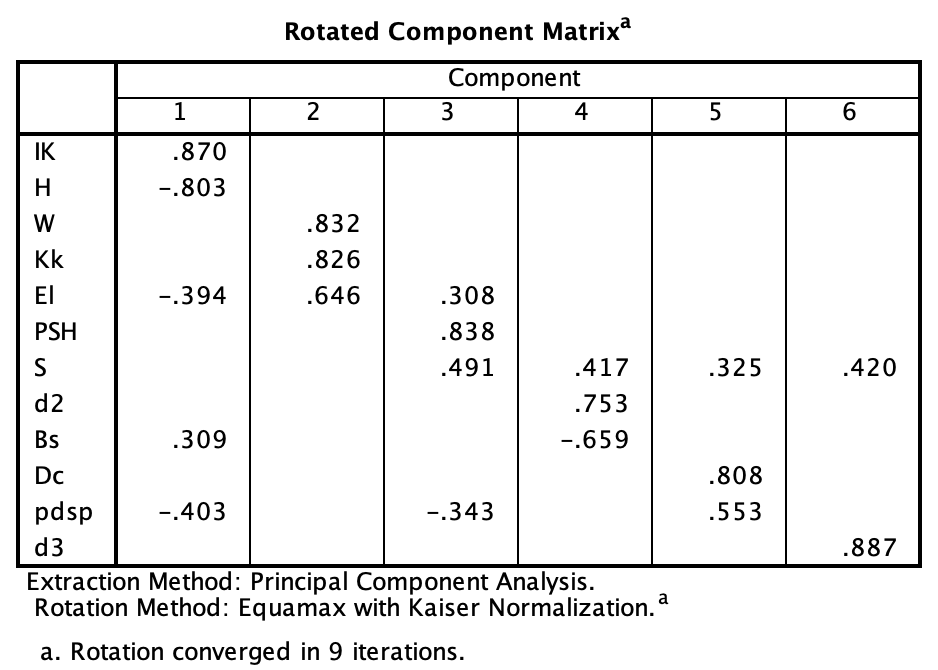 Rotated Component Matrixa
Component
1 2 3 4 5 6
IK .870
H -.803
W .832
Kk .826
El -.394 .646 .308
PSH .838
S .491 .417 .325 .420
d2 .753
Bs .309 -.659
Dc .808
pdsp -.403 -.343 .553
d3 .887
Extraction Method: Principal Component Analysis.
Rotation Method: Equamax with Kaiser Normalization.a
a. Rotation converged in 9 iterations.